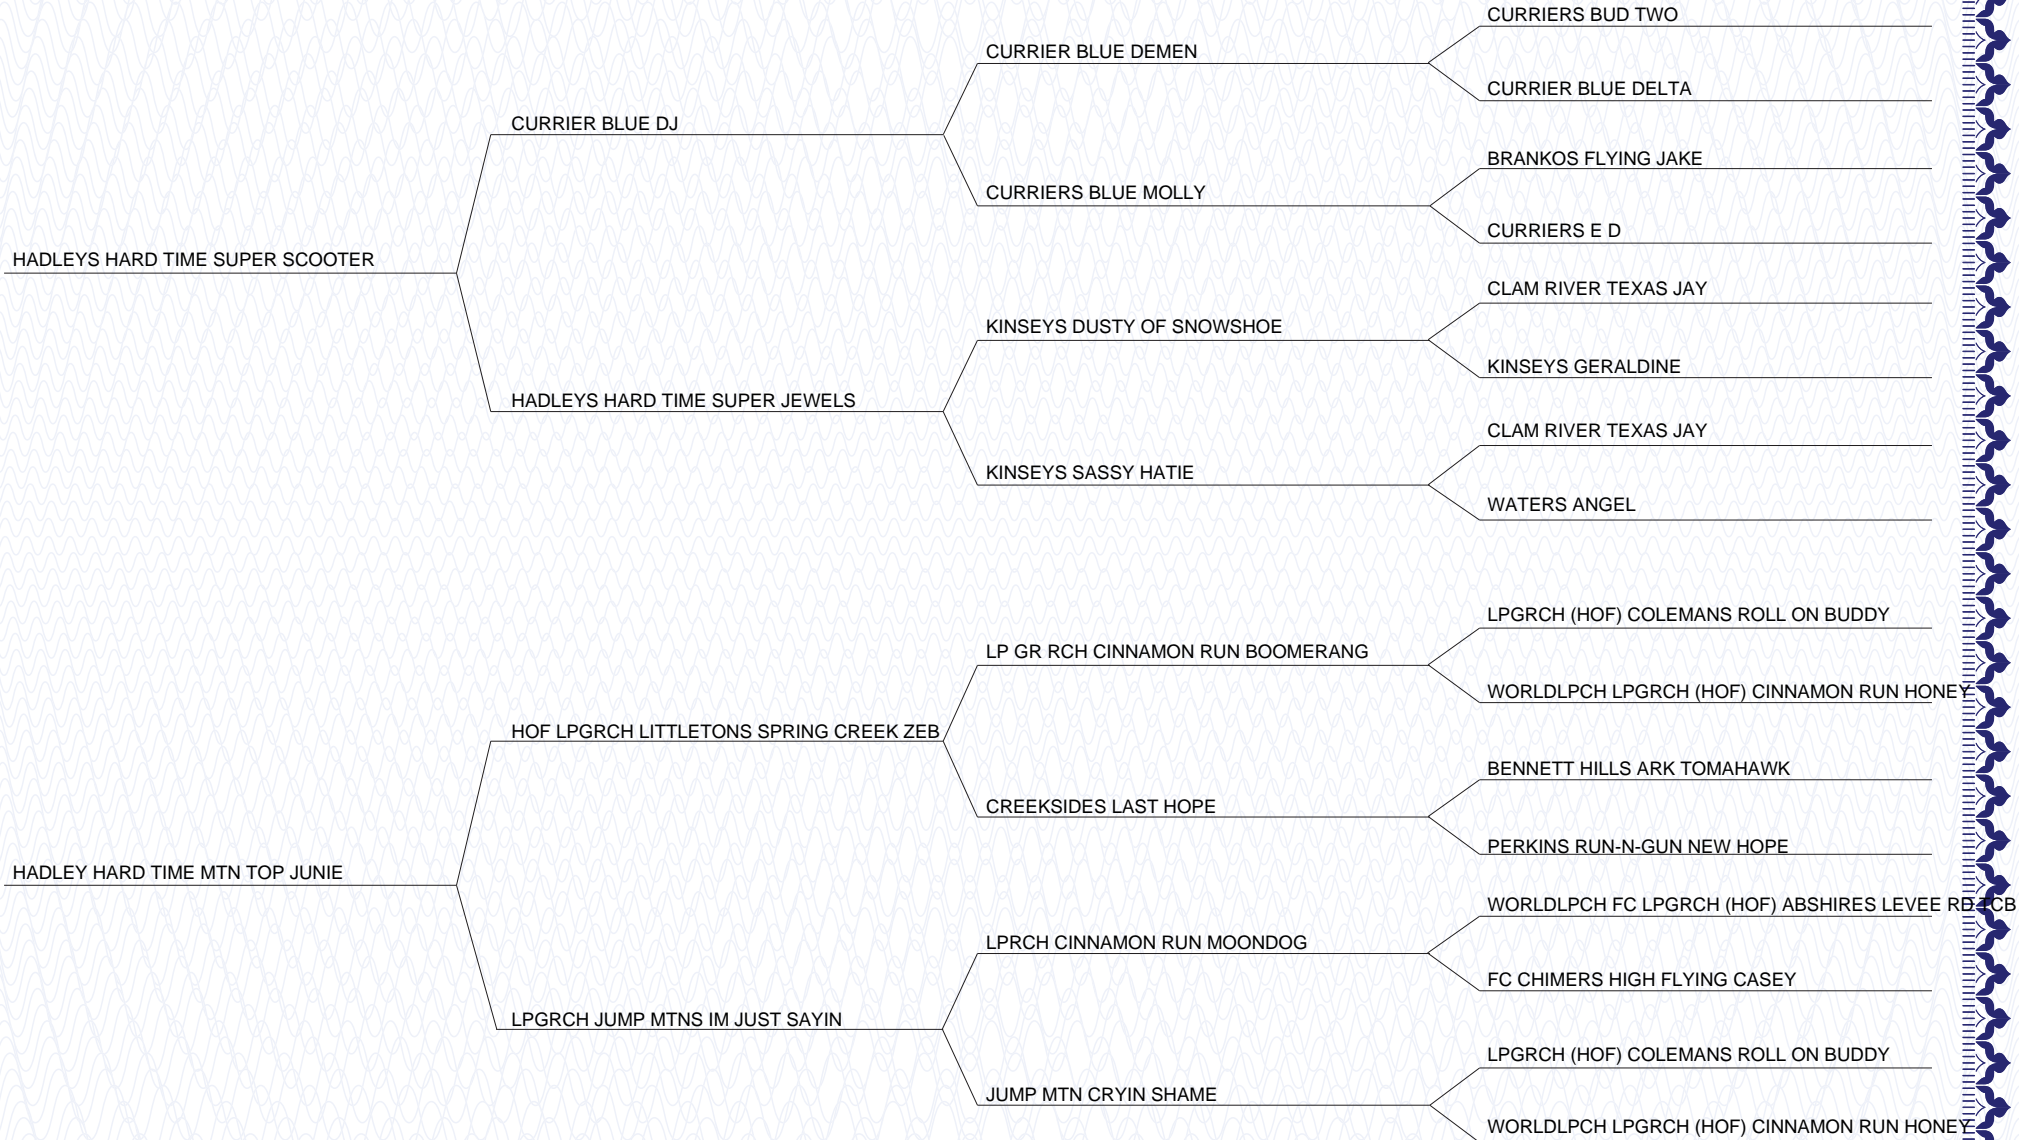 CURRIERS BUD TWO
CURRIER BLUE DEMEN
CURRIER BLUE DELTA
CURRIER BLUE DJ
BRANKOS FLYING JAKE
CURRIERS BLUE MOLLY
CURRIERS E D
HADLEYS HARD TIME SUPER SCOOTER
CLAM RIVER TEXAS JAY
KINSEYS DUSTY OF SNOWSHOE
KINSEYS GERALDINE
HADLEYS HARD TIME SUPER JEWELS
CLAM RIVER TEXAS JAY
KINSEYS SASSY HATIE
WATERS ANGEL
LPGRCH (HOF) COLEMANS ROLL ON BUDDY
LP GR RCH CINNAMON RUN BOOMERANG
WORLDLPCH LPGRCH (HOF) CINNAMON RUN HONEY
HOF LPGRCH LITTLETONS SPRING CREEK ZEB
BENNETT HILLS ARK TOMAHAWK
CREEKSIDES LAST HOPE
PERKINS RUN-N-GUN NEW HOPE
HADLEY HARD TIME MTN TOP JUNIE
WORLDLPCH FC LPGRCH (HOF) ABSHIRES LEVEE RD TCB
LPRCH CINNAMON RUN MOONDOG
FC CHIMERS HIGH FLYING CASEY
LPGRCH JUMP MTNS IM JUST SAYIN
LPGRCH (HOF) COLEMANS ROLL ON BUDDY
JUMP MTN CRYIN SHAME
WORLDLPCH LPGRCH (HOF) CINNAMON RUN HONEY